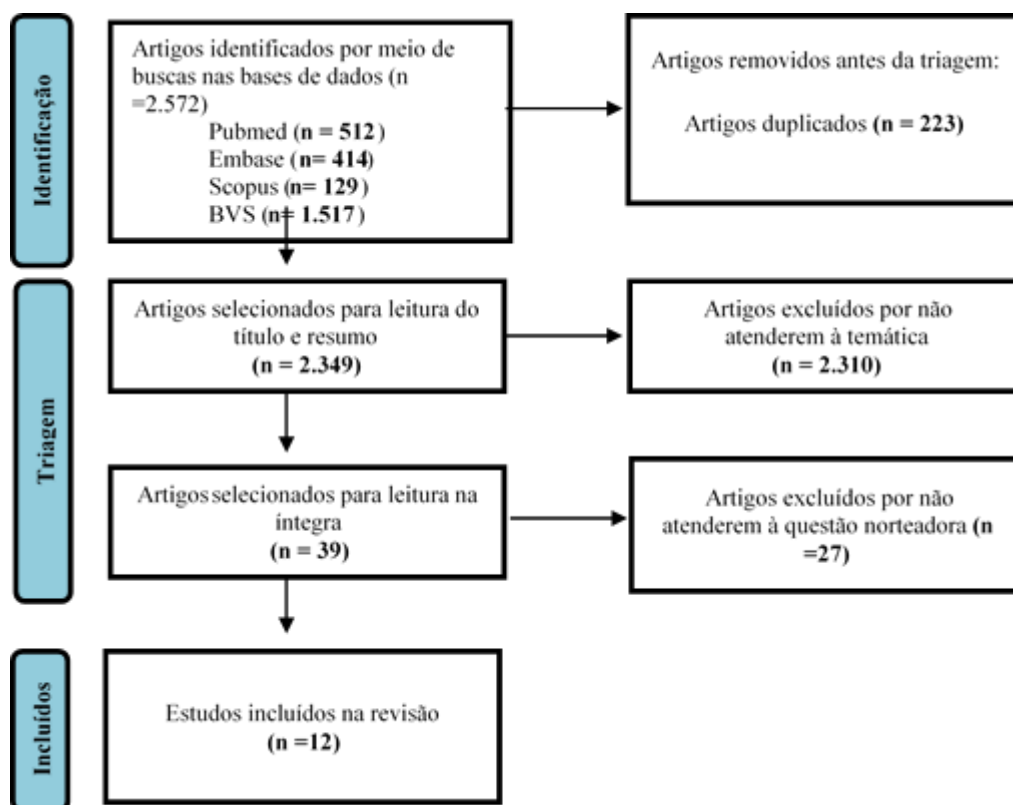 Identificação
Artigos identificados por meio de
buscas nas bases de dados (n
=2.572)
Pubmed (n = 512)
Embase (n= 414)
Scopus (n= 129)
BVS (n= 1.517)
Artigos removidos antes da triagem:
Artigos duplicados (n = 223)
Triagem
Artigos selecionados para leitura do
título e resumo
(n = 2.349)
Artigos excluídos por não
atenderem à temática
(n = 2.310)
Artigos selecionados para leitura na
íntegra
(n = 39)
Artigos excluídos por não
atenderem à questão norteadora (n
=27)
Incluídos
Estudos incluídos na revisão
(n =12)